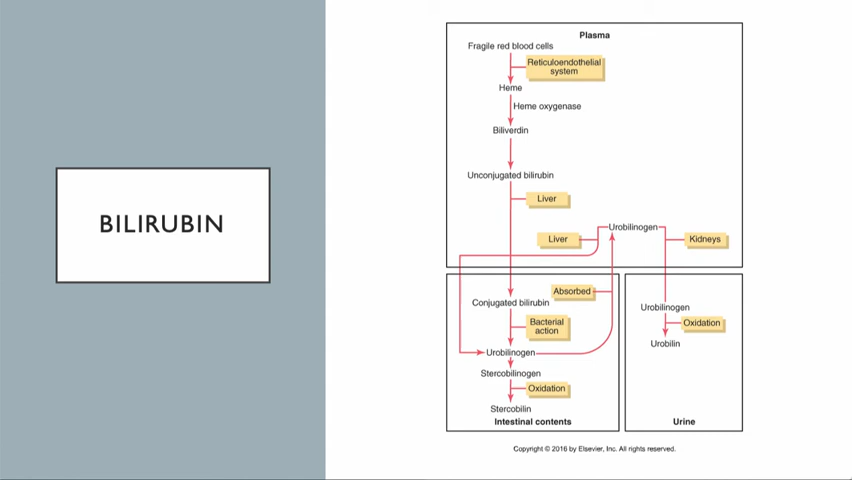 BILIRUBIN
Plasma
Fragile red blood cells
Reticuloendothelial
system
Heme
Heme oxygenase
Biliverdin
Unconjugated bilirubin
Liver
Urobilinogen
Liver
Kidneys
Absorbed
Conjugated bilirubin
Bacterial
action
Urobilinogen
Stercobilinogen
Oxidation
Stercobilin
Intestinal contents
Urobilinogen
Oxidation
Urobilin
Urine
Copyright © 2016 by Elsevier, Inc. All rights reserved.